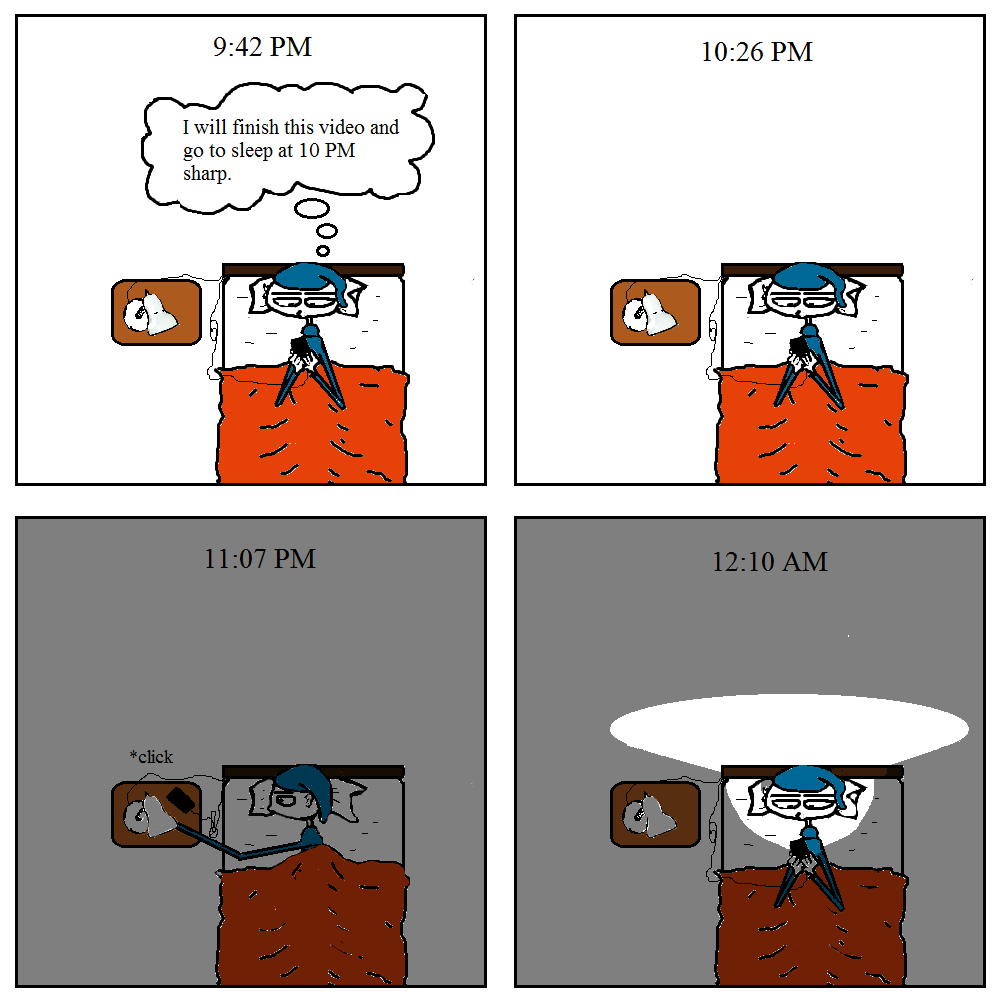 9:42 PM
I will finish this video and
go to sleep at 10 PM
sharp.
10:26 PM
11:07 PM
*click
12:10 AM